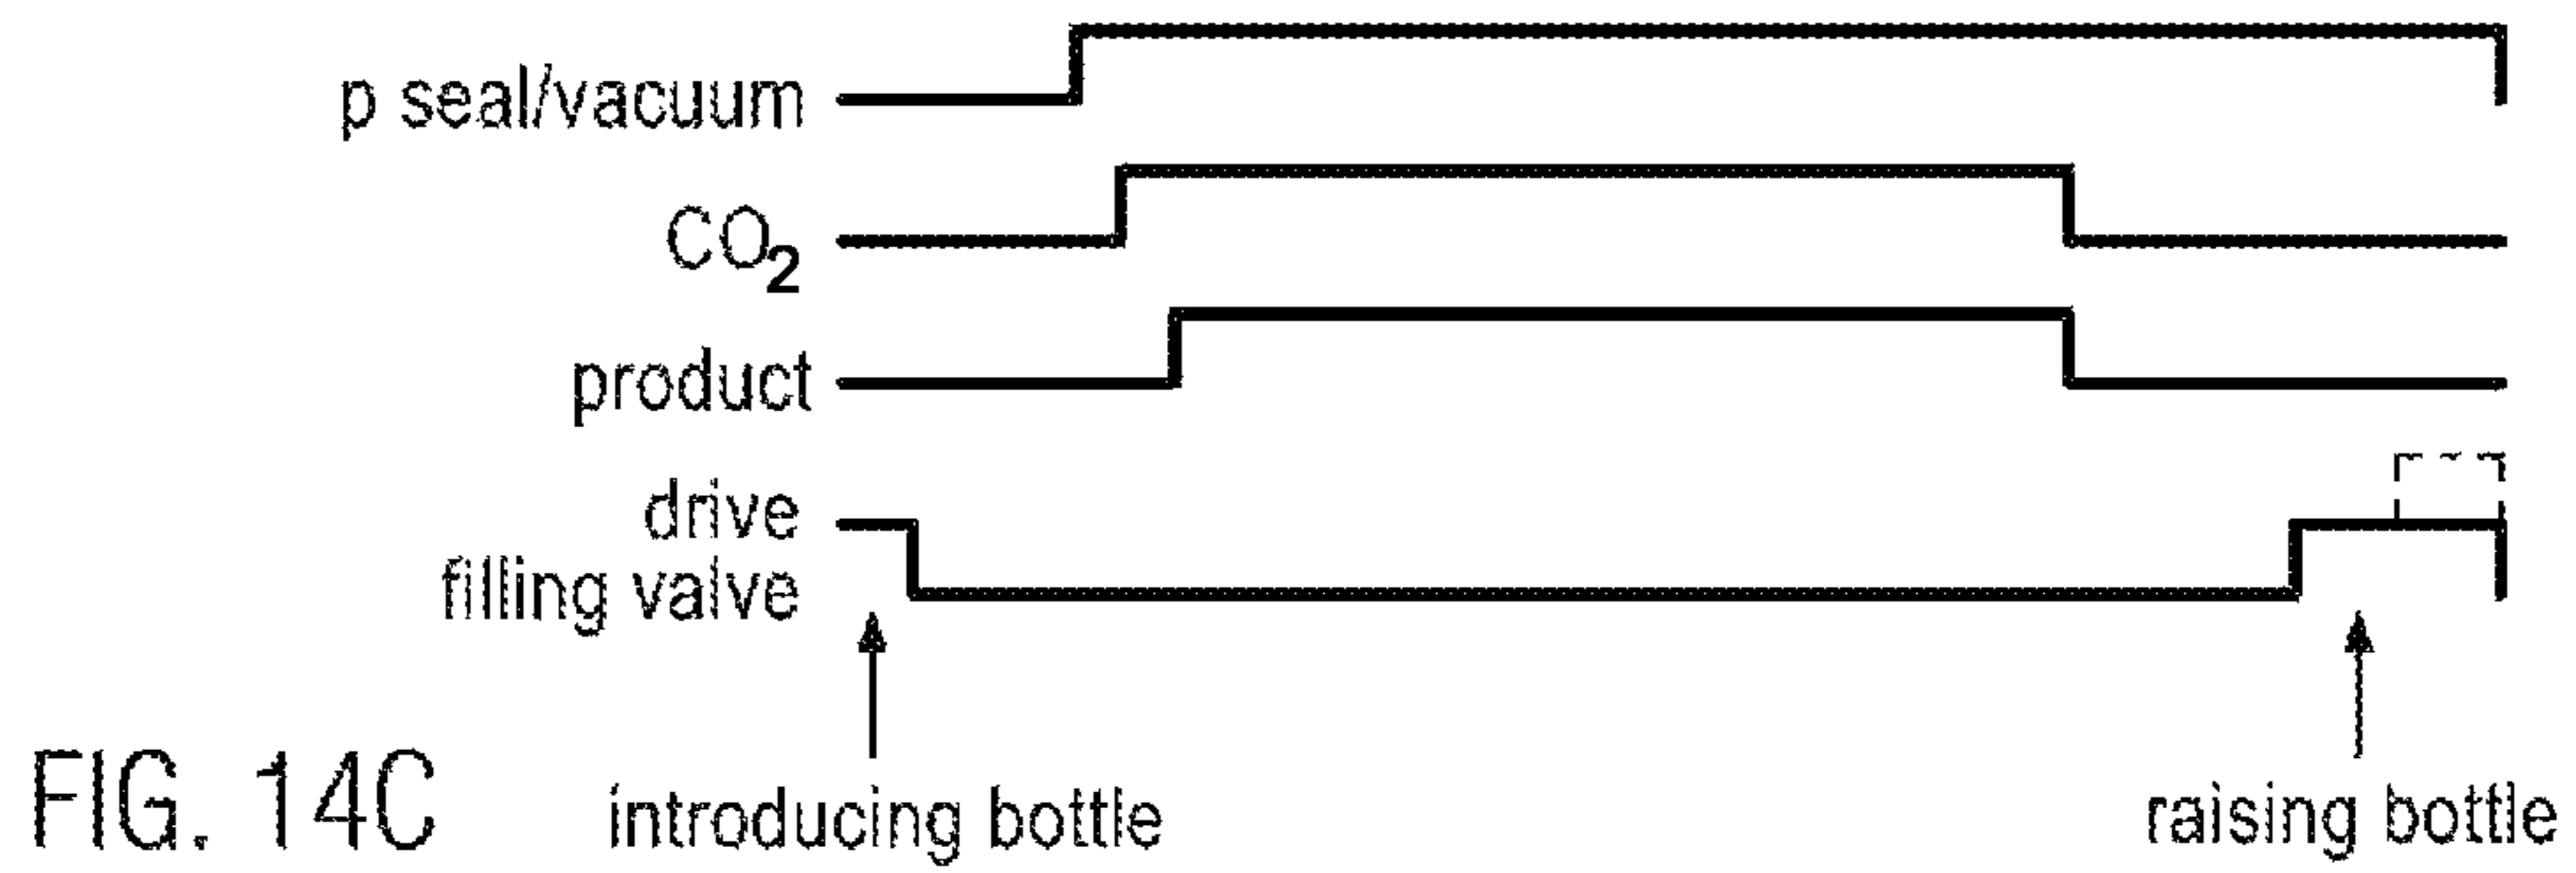 p seal/vacuum
CO₂
product
drive
filling valve
introducing bottle
raising bottle
FIG. 14C